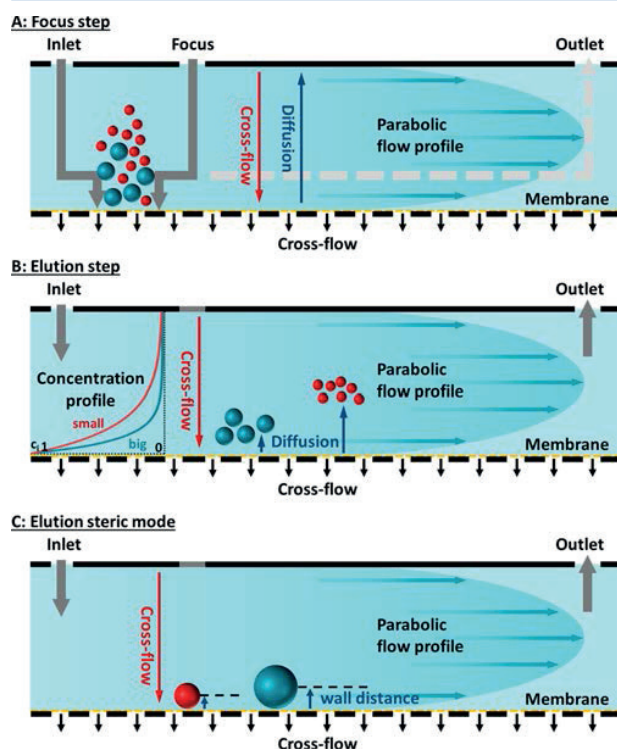 A: Focus step
Inlet
Focus
Outlet
Cross-flow
Diffusion
Parabolic
flow profile
Membrane
Cross-flow
B: Elution step
Inlet
Outlet
Concentration
profile
small
big
c,1
0
Cross-flow
Diffusion
Parabolic
flow profile
Membrane
Cross-flow
C: Elution steric mode
Inlet
Outlet
Cross-flow
wall distance
Parabolic
flow profile
Membrane
Cross-flow